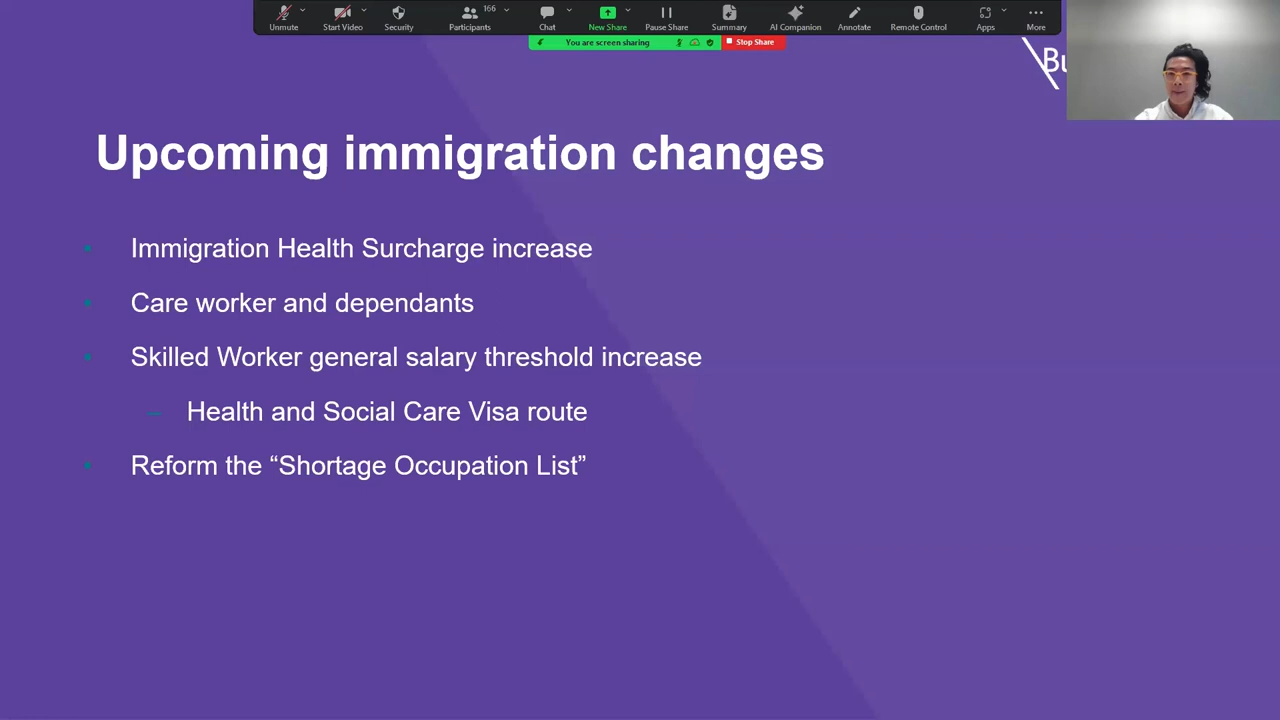 166
Unmute
Start Video
Security
Participants
Chat
New Share
Pause Share
Summary
AI Companion
Annotate
Remote Control
Apps
More
You are screen sharing
Stop Share
Bu
Upcoming immigration changes
Immigration Health Surcharge increase
Care worker and dependants
Skilled Worker general salary threshold increase
– Health and Social Care Visa route
Reform the “Shortage Occupation List”